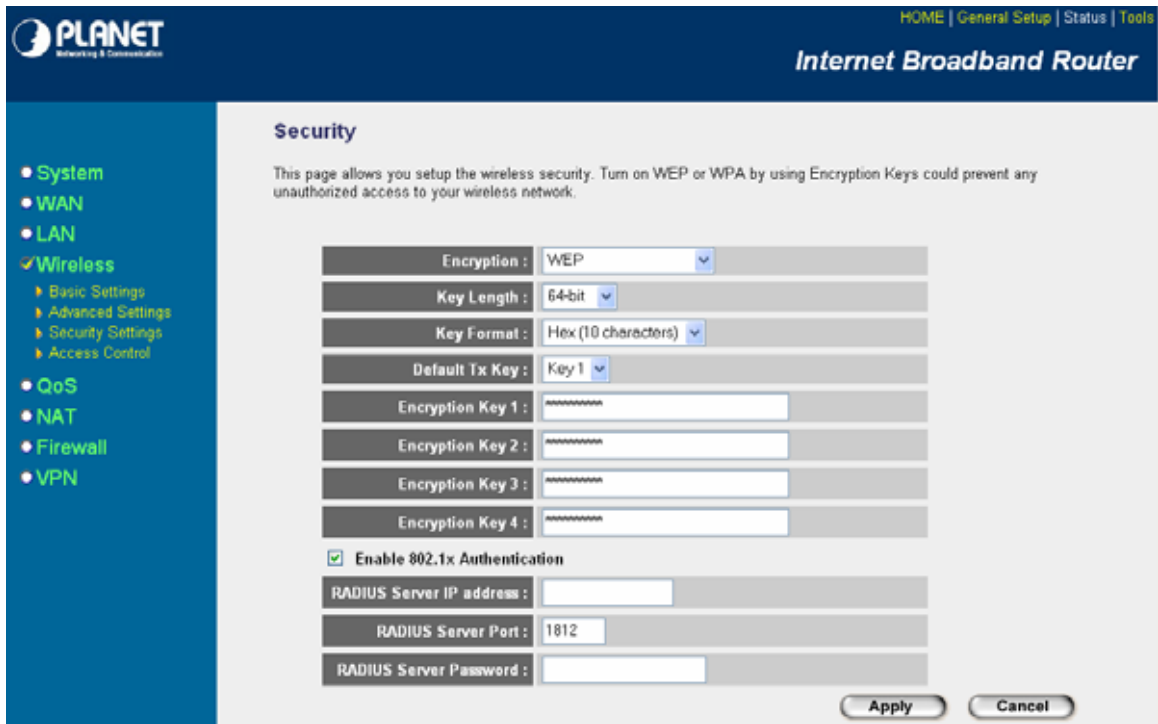 PLANET
Networking & Communication
HOME | General Setup | Status | Tools
Internet Broadband Router
System
WAN
LAN
Wireless
Basic Settings
Advanced Settings
Security Settings
Access Control
QoS
NAT
Firewall
VPN
Security
This page allows you setup the wireless security. Turn on WEP or WPA by using Encryption Keys could prevent any
unauthorized access to your wireless network.
Encryption : WEP
Key Length : 64-bit
Key Format : Hex (10 characters)
Default Tx Key : Key 1
Encryption Key 1 : **********
Encryption Key 2 : **********
Encryption Key 3 : **********
Encryption Key 4 : **********
Enable 802.1x Authentication
RADIUS Server IP address :
RADIUS Server Port : 1812
RADIUS Server Password :
Apply Cancel